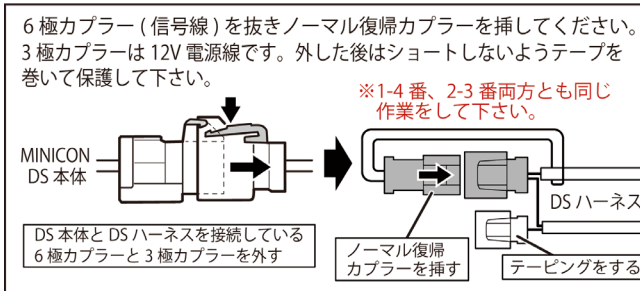 6極カプラー(信号線)を抜きノーマル復帰カプラーを挿してください。
3極カプラーは12V電源線です。外した後はショートしないようテープを
巻いて保護して下さい。
※1-4番、2-3番両方とも同じ
作業をして下さい。
MINICON
DS本体
DSハーネス
DS本体とDSハーネスを接続している
6極カプラーと3極カプラーを外す
ノーマル復帰
カプラーを挿す
テーピングをする